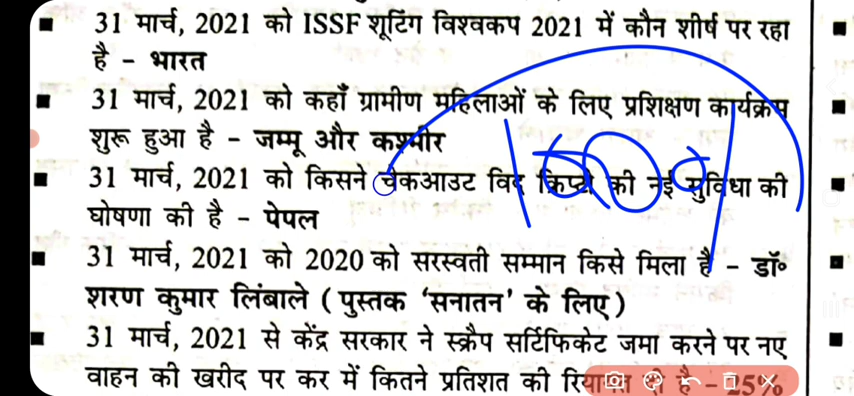 31 मार्च, 2021 को ISSF शूटिंग विश्वकप 2021 में कौन शीर्ष पर रहा
है – भारत
31 मार्च, 2021 को कहाँ ग्रामीण महिलाओं के लिए प्रशिक्षण कार्यक्रम
शुरू हुआ है – जम्मू और कश्मीर
31 मार्च, 2021 को किसने चेकआउट विद क्रिप्टो की नई सुविधा की
घोषणा की है – पेपल
31 मार्च, 2021 को 2020 को सरस्वती सम्मान किसे मिला है – डॉ॰
शरण कुमार लिंबाले ( पुस्तक ‘सनातन’ के लिए )
31 मार्च, 2021 से केंद्र सरकार ने स्क्रैप सर्टिफिकेट जमा करने पर नए
वाहन की खरीद पर कर में कितने प्रतिशत की रियायत दी है – 25%